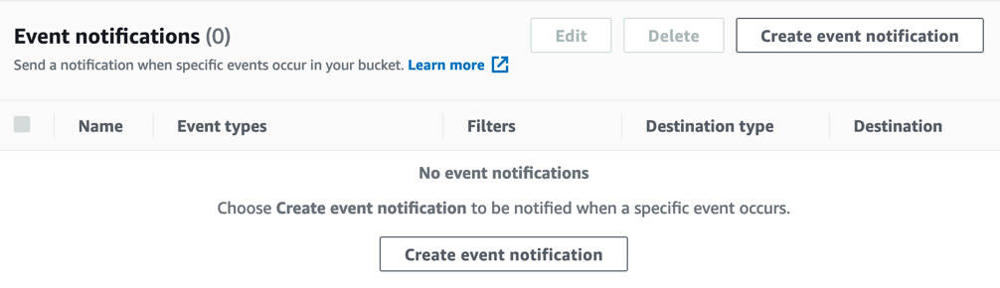 Event notifications (0) Edit Delete Create event notification
Send a notification when specific events occur in your bucket. Learn more
Name Event types Filters Destination type Destination
No event notifications
Choose Create event notification to be notified when a specific event occurs.
Create event notification